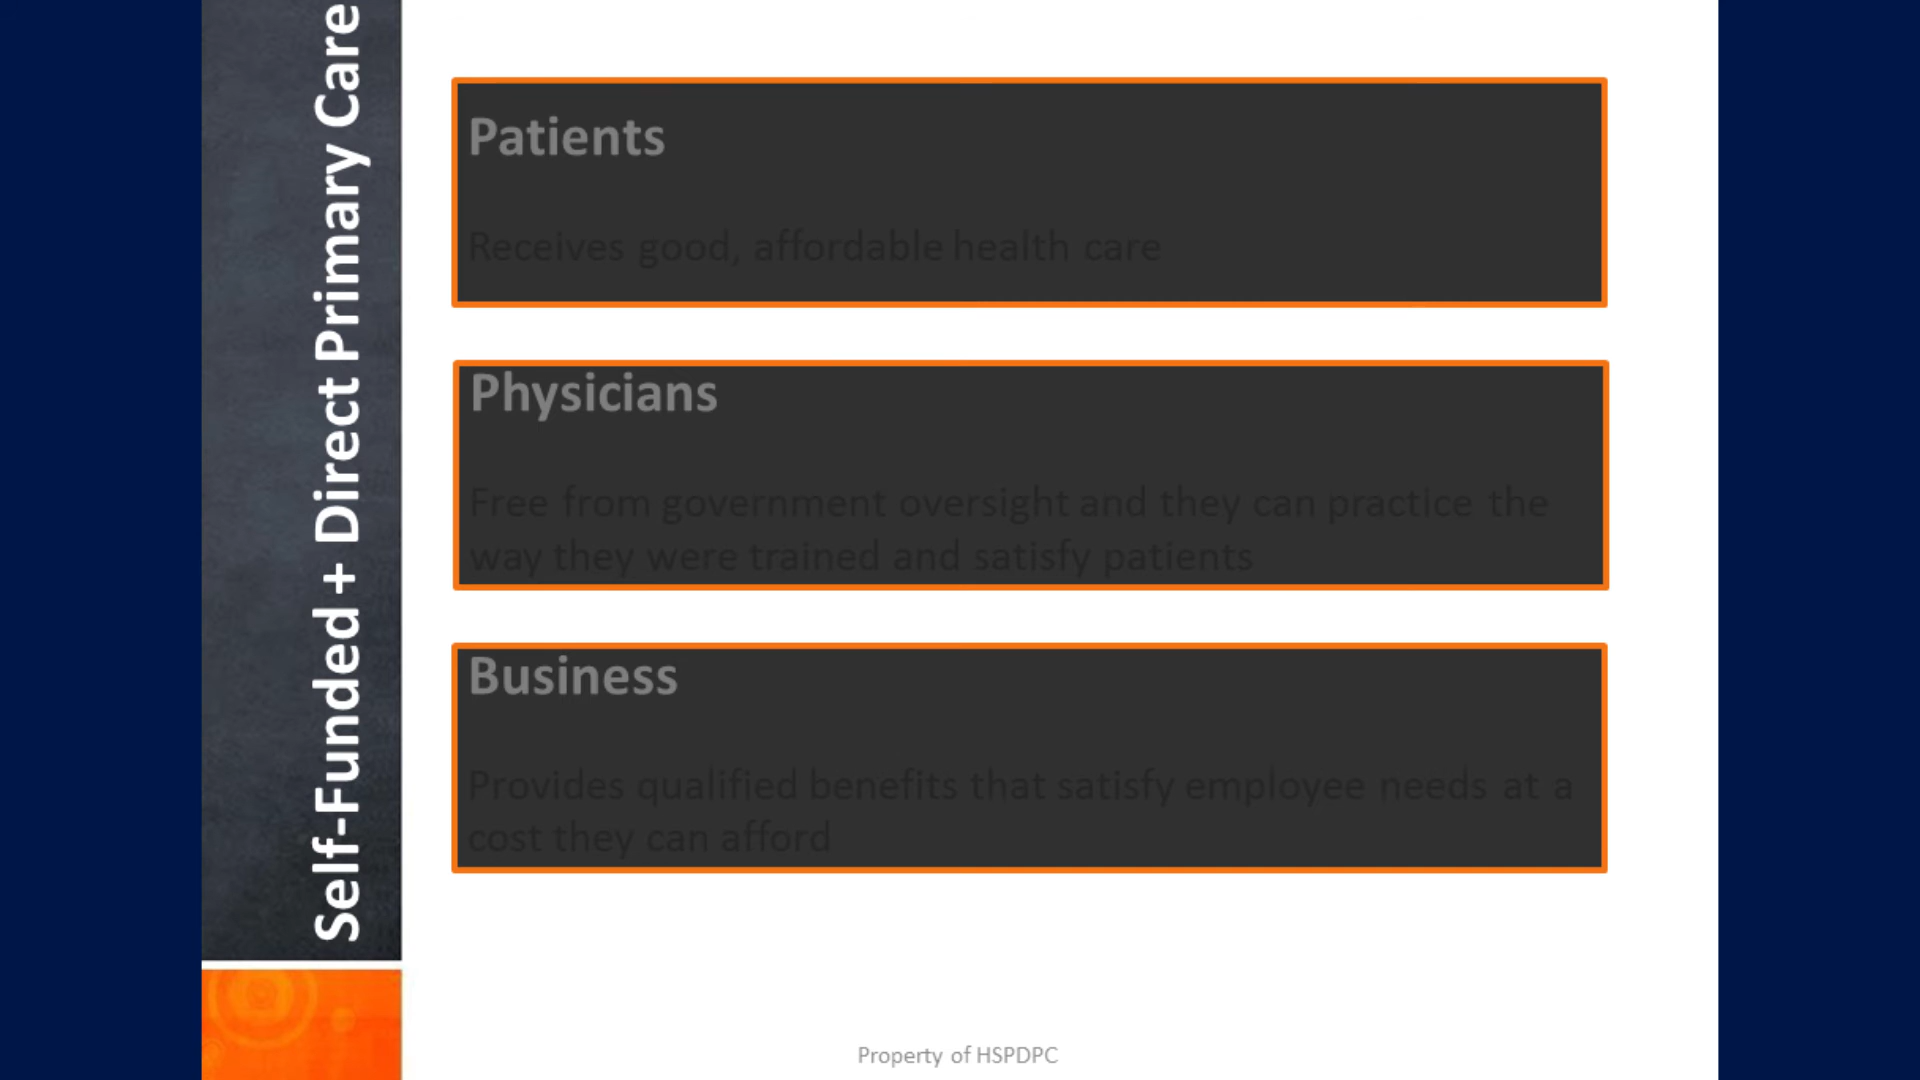 Self-Funded + Direct Primary Care
Patients
Receives good, affordable health care
Physicians
Free from government oversight and they can practice the
way they were trained and satisfy patients
Business
Provides qualified benefits that satisfy employee needs at a
cost they can afford
Property of HSPDPC